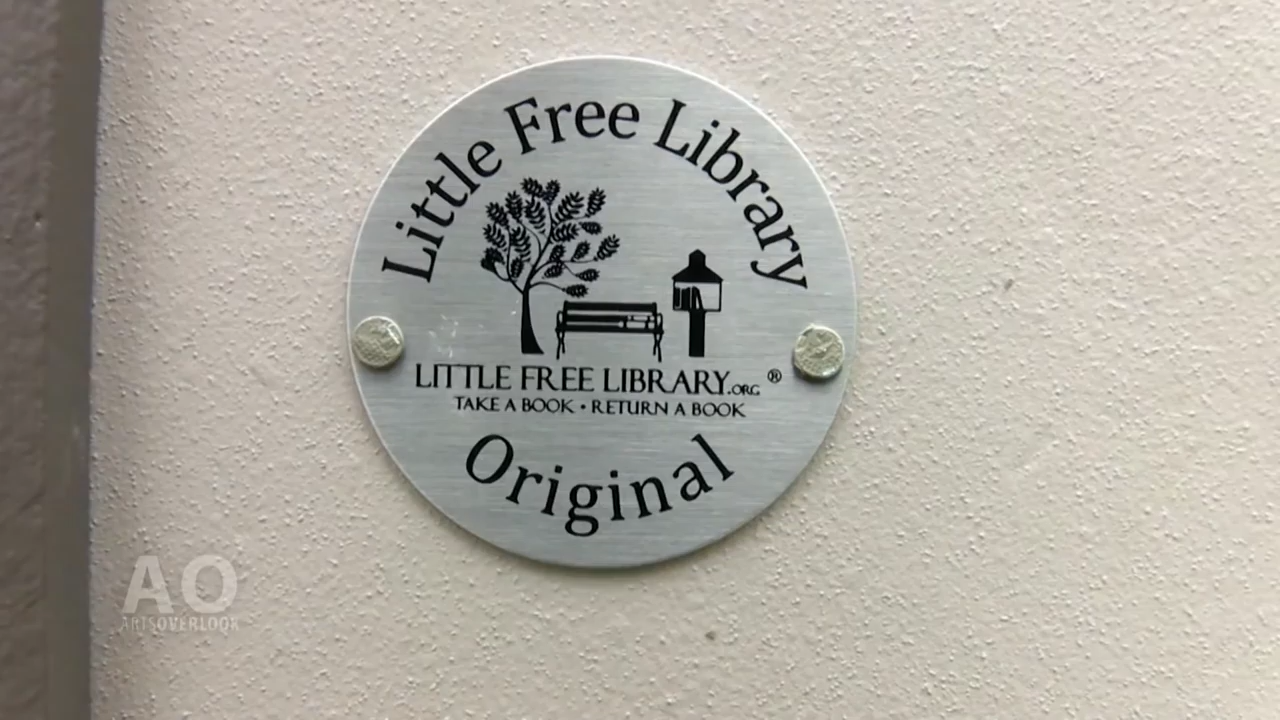 Little Free Library
LITTLE FREE LIBRARY.ORG ®
TAKE A BOOK • RETURN A BOOK
Original
AO
ARTSOVERLOOK